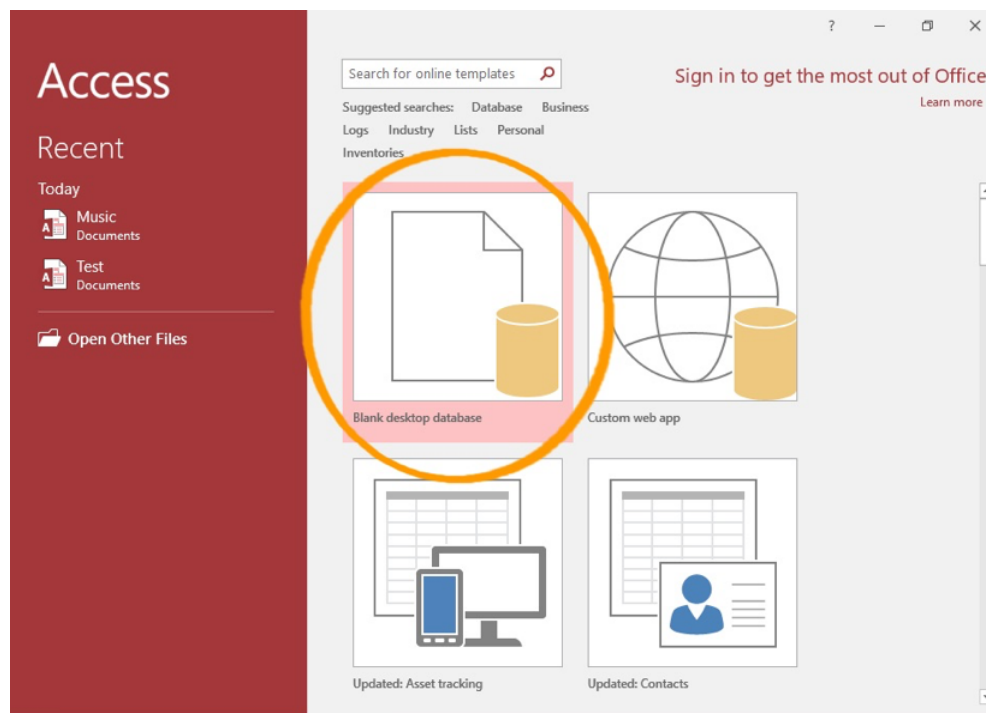 ?
Access
Search for online templates
Sign in to get the most out of Office
Learn more
Suggested searches: Database Business
Logs Industry Lists Personal
Inventories
Recent
Today
Music
Documents
Test
Documents
Open Other Files
Blank desktop database
Custom web app
Updated: Asset tracking
Updated: Contacts